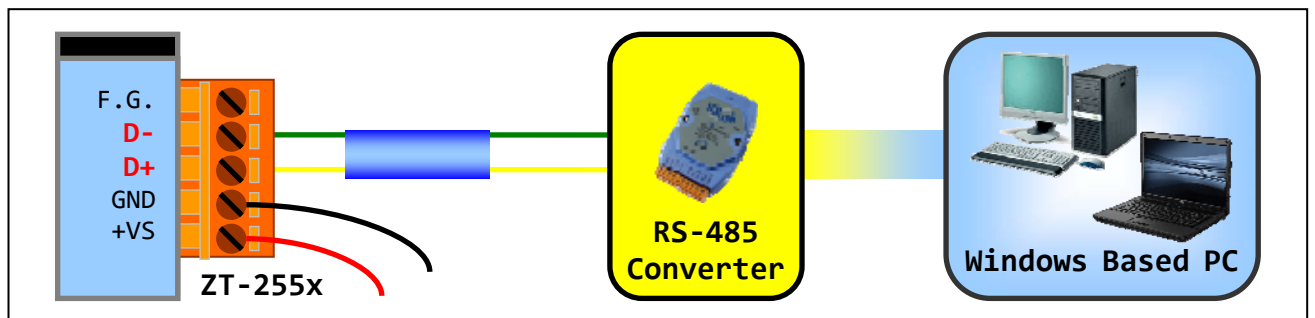 F.G.
D-
D+
GND
+VS
ZT-255x
RS-485
Converter
Windows Based PC